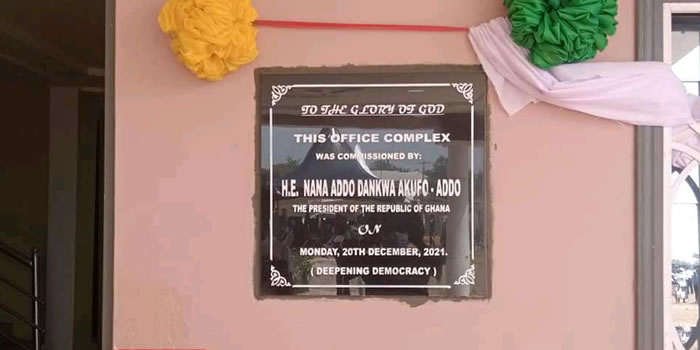 TO THE GLORY OF GOD
THIS OFFICE COMPLEX
WAS COMMISSIONED BY:
H.E. NANA ADDO DANKWA AKUFO - ADDO
THE PRESIDENT OF THE REPUBLIC OF GHANA
ON
MONDAY, 20TH DECEMBER, 2021.
( DEEPENING DEMOCRACY )